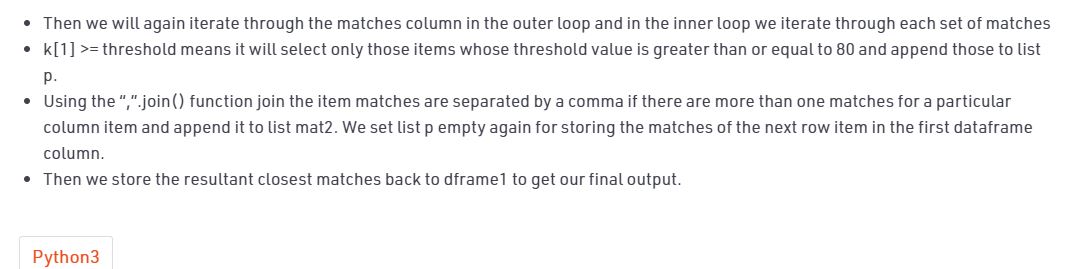 • Then we will again iterate through the matches column in the outer loop and in the inner loop we iterate through each set of matches
• k[1] >= threshold means it will select only those items whose threshold value is greater than or equal to 80 and append those to list
p.
• Using the “,”.join() function join the item matches are separated by a comma if there are more than one matches for a particular
column item and append it to list mat2. We set list p empty again for storing the matches of the next row item in the first dataframe
column.
• Then we store the resultant closest matches back to dframe1 to get our final output.
Python3